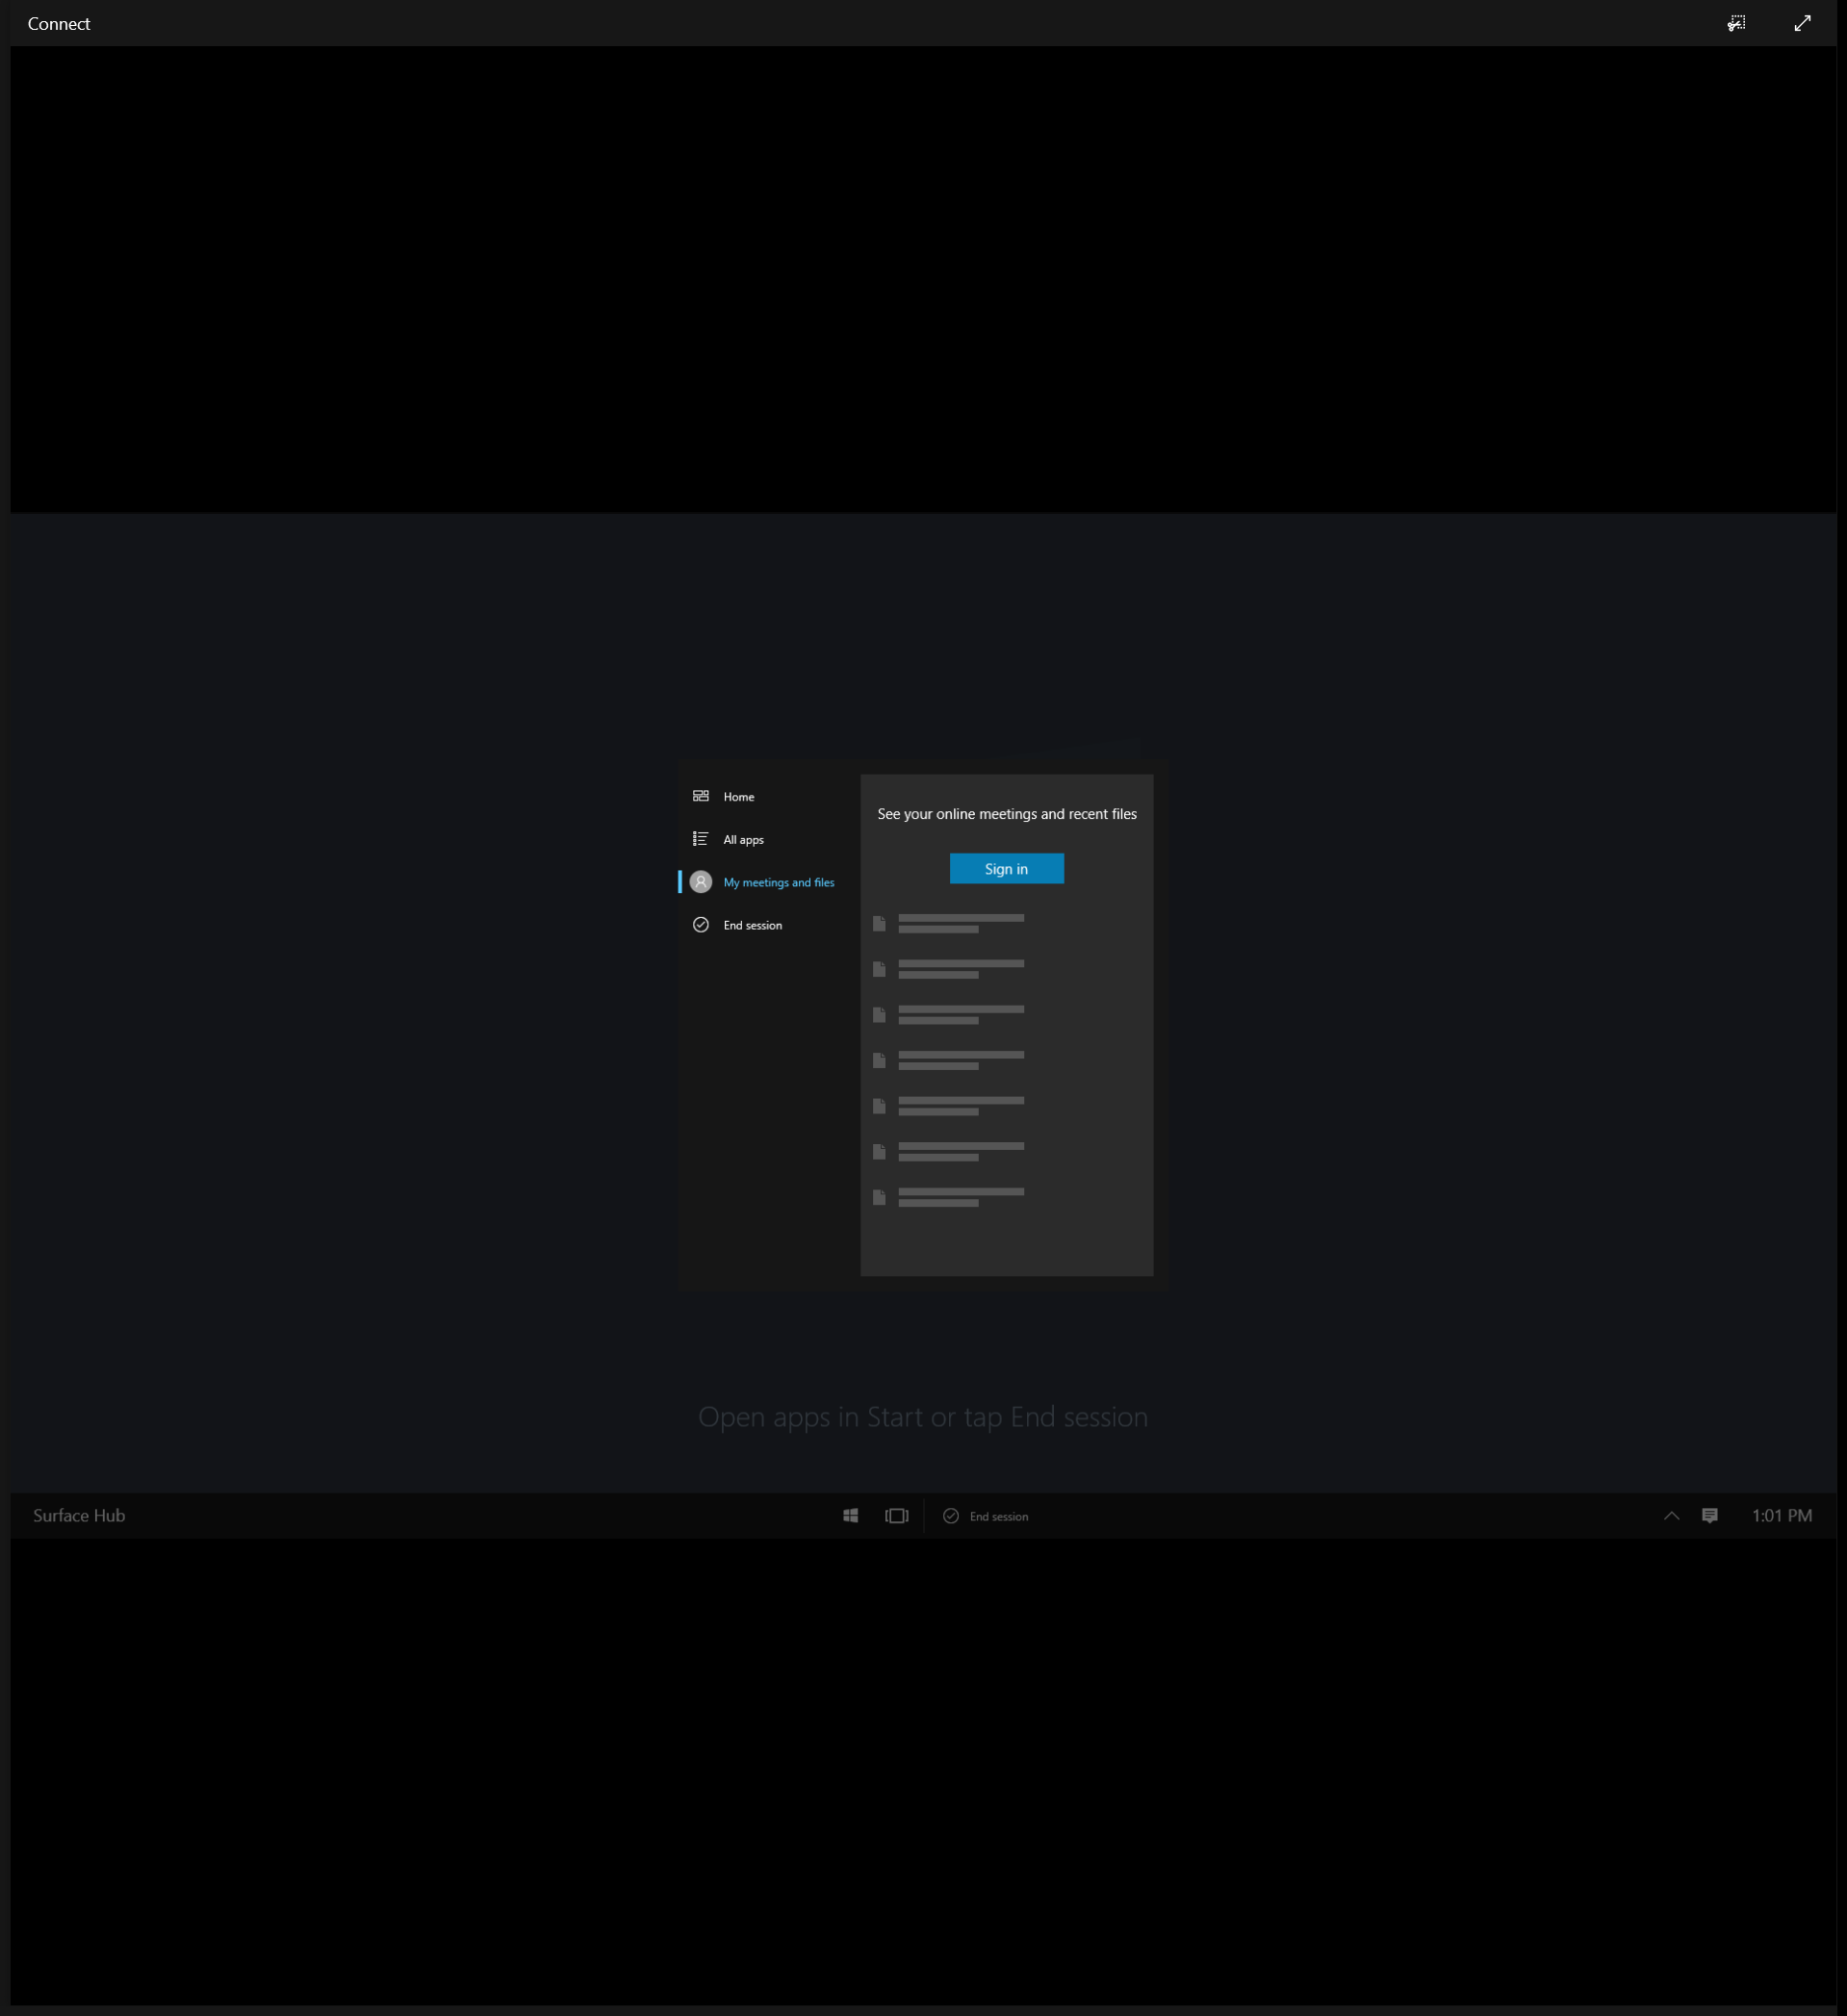 Connect
Home
All apps
My meetings and files
End session
See your online meetings and recent files
Sign in
Open apps in Start or tap End session
Surface Hub
End session
1:01 PM